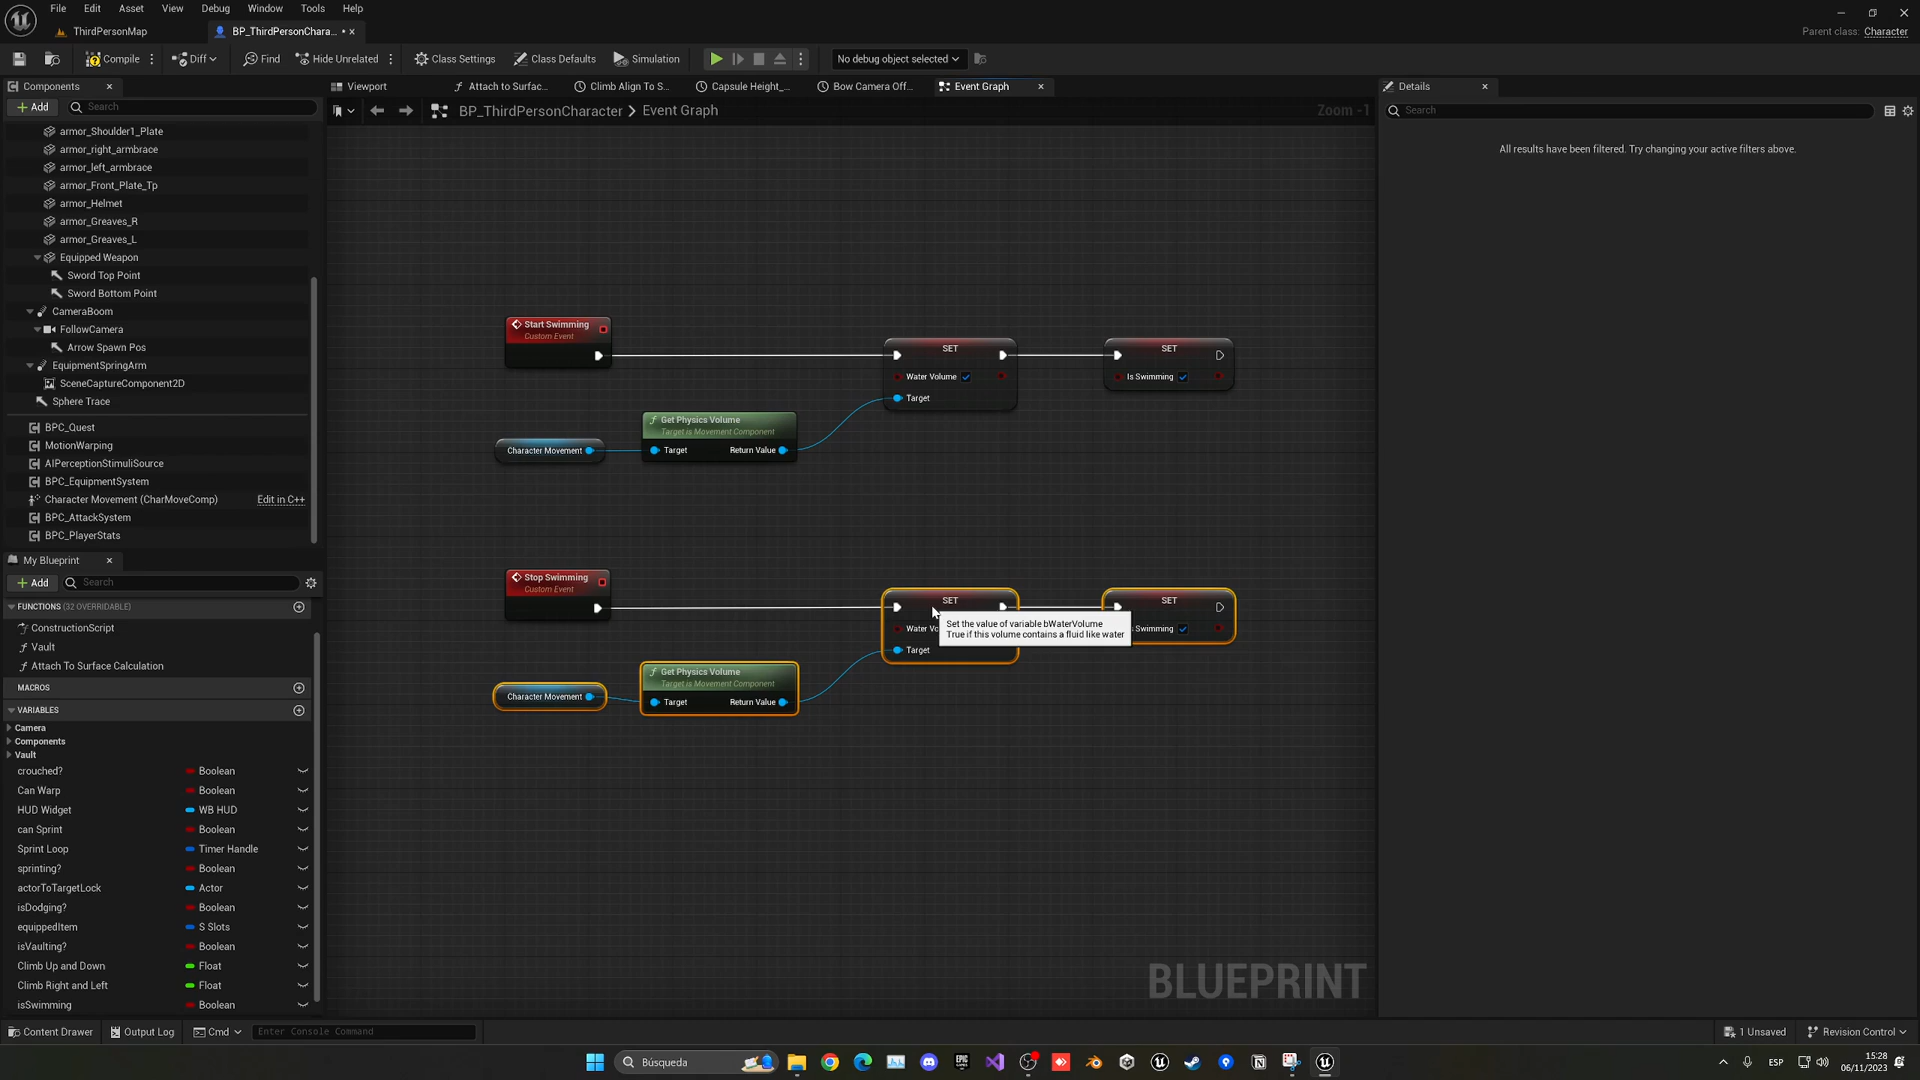 File Edit Asset View Debug Window Tools Help
ThirdPersonMap
BP_ThirdPersonChara...
Parent class: Character
Compile
Diff
Find
Hide Unrelated
Class Settings
Class Defaults
Simulation
No debug object selected
Components
Viewport
Attach to Surfac...
Climb Align To S...
Capsule Height_...
Bow Camera Off...
Event Graph
Details
Add
Search
BP_ThirdPersonCharacter > Event Graph
Zoom -1
Search
All results have been filtered. Try changing your active filters above.
armor_Shoulder1_Plate
armor_right_armbrace
armor_left_armbrace
armor_Front_Plate_Tp
armor_Helmet
armor_Greaves_R
armor_Greaves_L
Equipped Weapon
Sword Top Point
Sword Bottom Point
CameraBoom
FollowCamera
Arrow Spawn Pos
EquipmentSpringArm
SceneCaptureComponent2D
Sphere Trace
BPC_Quest
MotionWarping
AIPerceptionStimuliSource
BPC_EquipmentSystem
Character Movement (CharMoveComp) Edit in C++
BPC_AttackSystem
BPC_PlayerStats
Start Swimming
Custom Event
SET
Water Volume
Target
SET
Is Swimming
Get Physics Volume
Target is Movement Component
Character Movement
Target Return Value
Stop Swimming
Custom Event
SET
Water Vo
Target
SET
Swimming
Set the value of variable bWaterVolume
True if this volume contains a fluid like water
Get Physics Volume
Target is Movement Component
Character Movement
Target Return Value
BLUEPRINT
My Blueprint
Add
Search
FUNCTIONS (32 OVERRIDABLE)
ConstructionScript
Vault
Attach To Surface Calculation
MACROS
VARIABLES
Camera
Components
Vault
crouched? Boolean
Can Warp Boolean
HUD Widget WB HUD
can Sprint Boolean
Sprint Loop Timer Handle
sprinting? Boolean
actorToTargetLock Actor
isDodging? Boolean
equippedItem S Slots
isVaulting? Boolean
Climb Up and Down Float
Climb Right and Left Float
isSwimming Boolean
Content Drawer
Output Log
Cmd
Enter Console Command
1 Unsaved
Revision Control
Búsqueda
ESP
15:28
06/11/2023